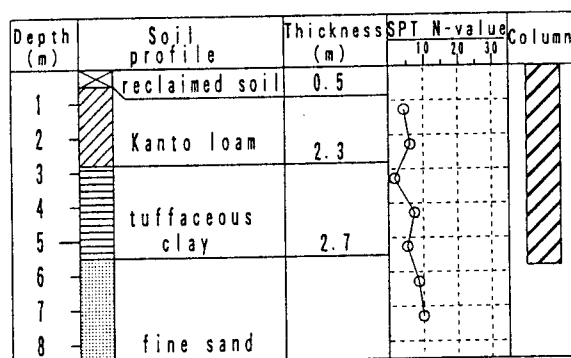 Depth (m) Soil profile Thickness (m) SPT N-value Column
10 20 30
reclaimed soil 0.5
1
2 Kanto loam 2.3
3
4 tuffaceous
5 clay 2.7
6
7
8 fine sand